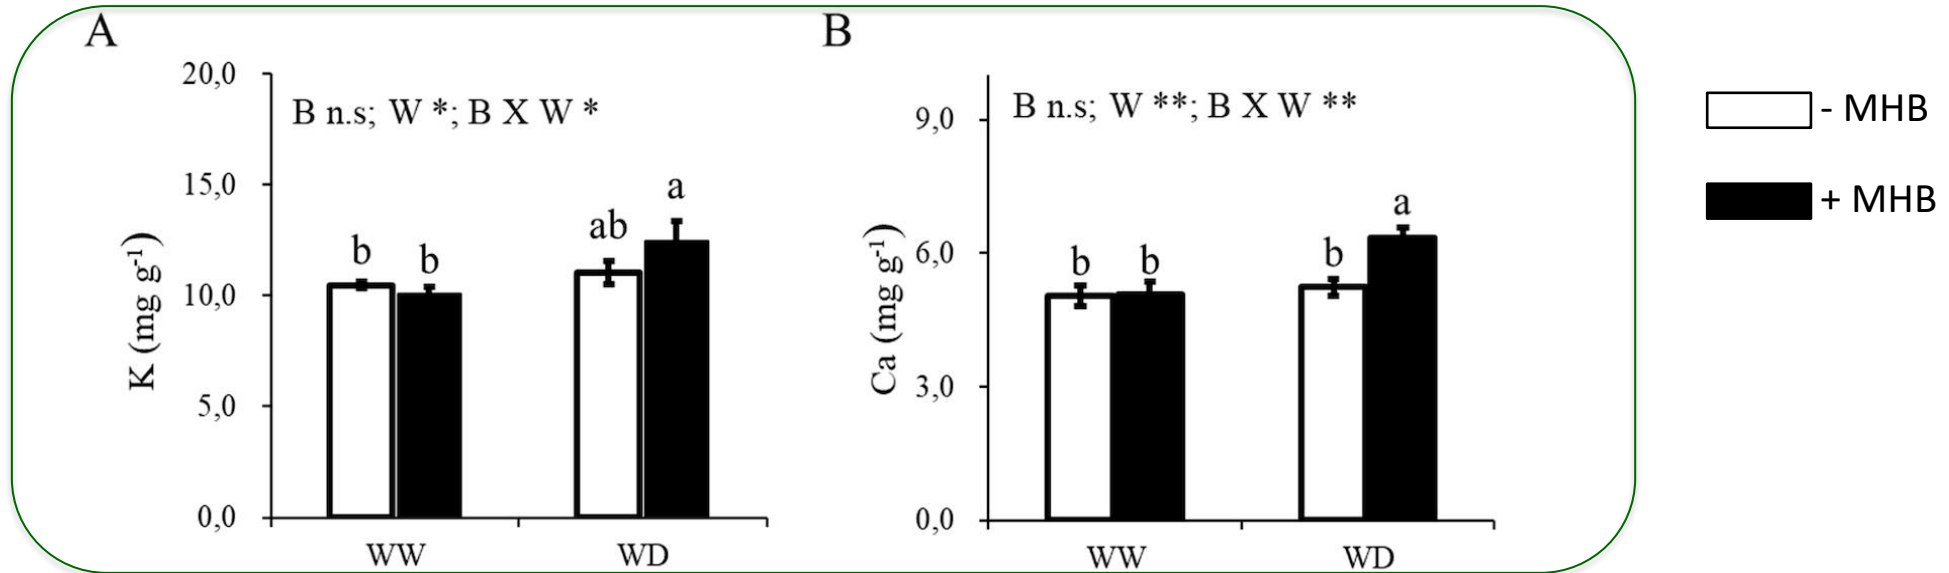 A
20,0
15,0
10,0
5,0
0,0
K (mg g⁻¹)
B n.s; W *; B X W *
b
b
ab
a
WW
WD
B
9,0
6,0
3,0
0,0
Ca (mg g⁻¹)
B n.s; W **; B X W **
b
b
b
a
WW
WD
- MHB
+ MHB